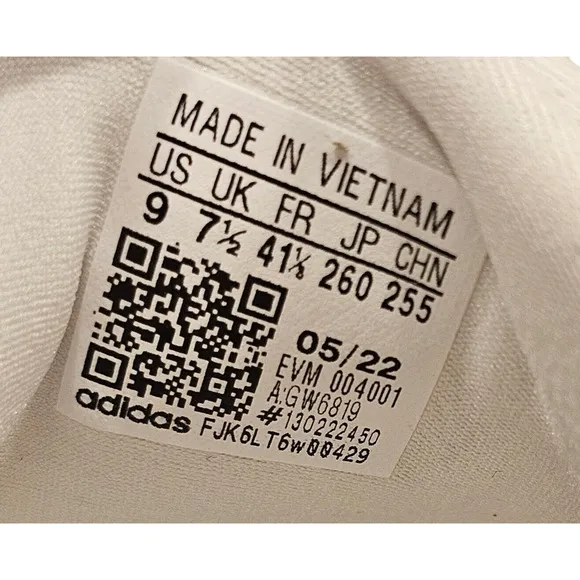 MADE IN VIETNAM
US UK FR JP CHN
9 7½ 41⅓ 260 255
05/22
EVM 004001
A:GW6819
#130222450
adidas FJK6LT6W00429